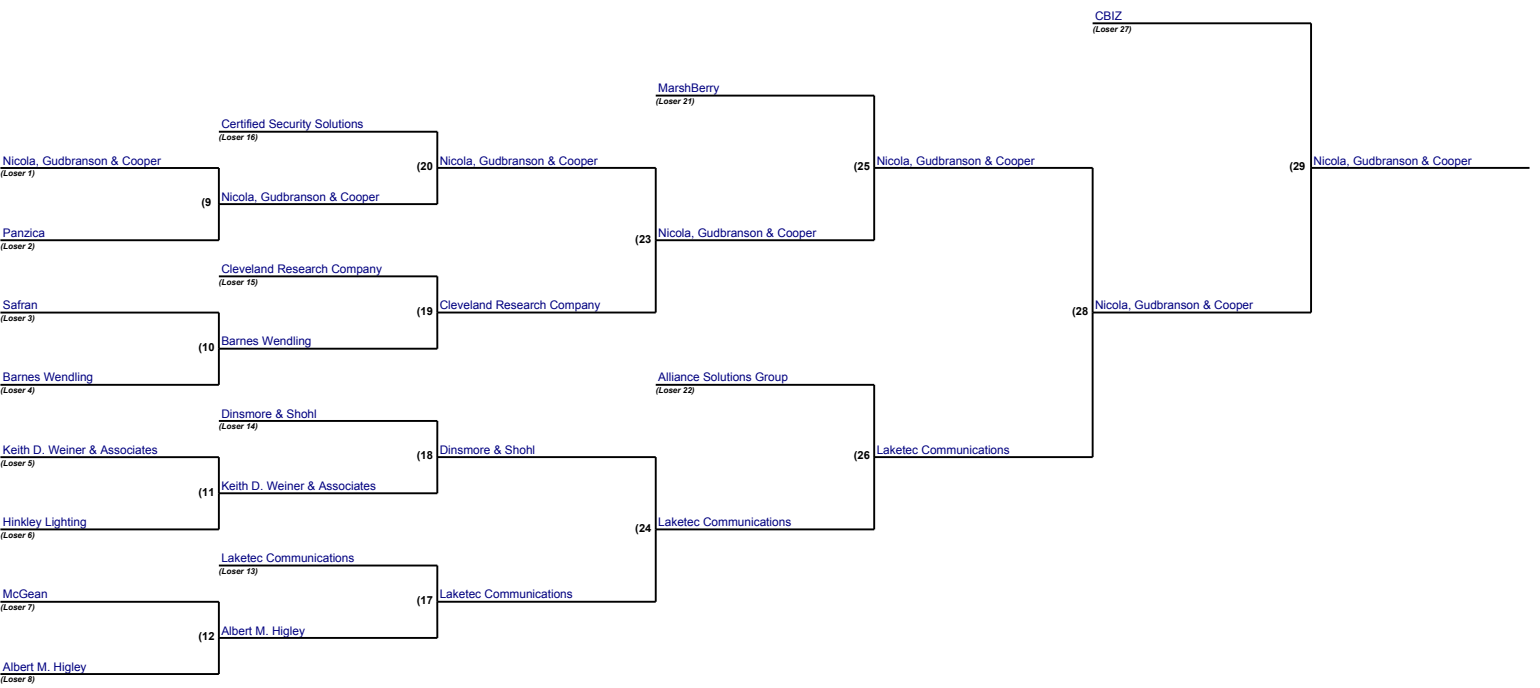 CBIZ
(Loser 27)
MarshBerry
(Loser 21)
Certified Security Solutions
(Loser 16)
Nicola, Gudbranson & Cooper
(Loser 1)
(20
Nicola, Gudbranson & Cooper
(25
Nicola, Gudbranson & Cooper
(29
Nicola, Gudbranson & Cooper
(9
Nicola, Gudbranson & Cooper
Panzica
(Loser 2)
(23
Nicola, Gudbranson & Cooper
Cleveland Research Company
(Loser 15)
Safran
(Loser 3)
(19
Cleveland Research Company
(28
Nicola, Gudbranson & Cooper
(10
Barnes Wendling
Barnes Wendling
(Loser 4)
Alliance Solutions Group
(Loser 22)
Dinsmore & Shohl
(Loser 14)
Keith D. Weiner & Associates
(Loser 5)
(18
Dinsmore & Shohl
(26
Laketec Communications
(11
Keith D. Weiner & Associates
Hinkley Lighting
(Loser 6)
(24
Laketec Communications
Laketec Communications
(Loser 13)
McGean
(Loser 7)
(17
Laketec Communications
(12
Albert M. Higley
Albert M. Higley
(Loser 8)